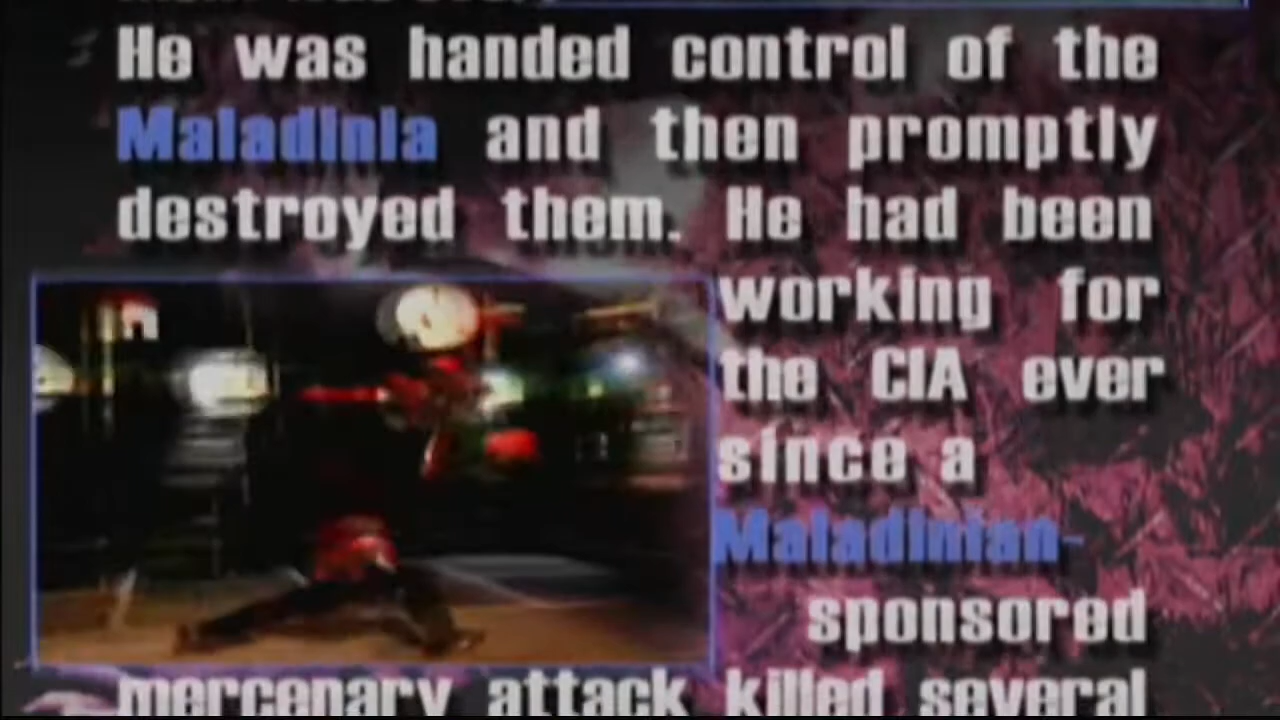 He was handed control of the
Maladinia and then promptly
destroyed them. He had been
working for
the CIA ever
since a
Maladinian-
sponsored
mercenary attack killed several